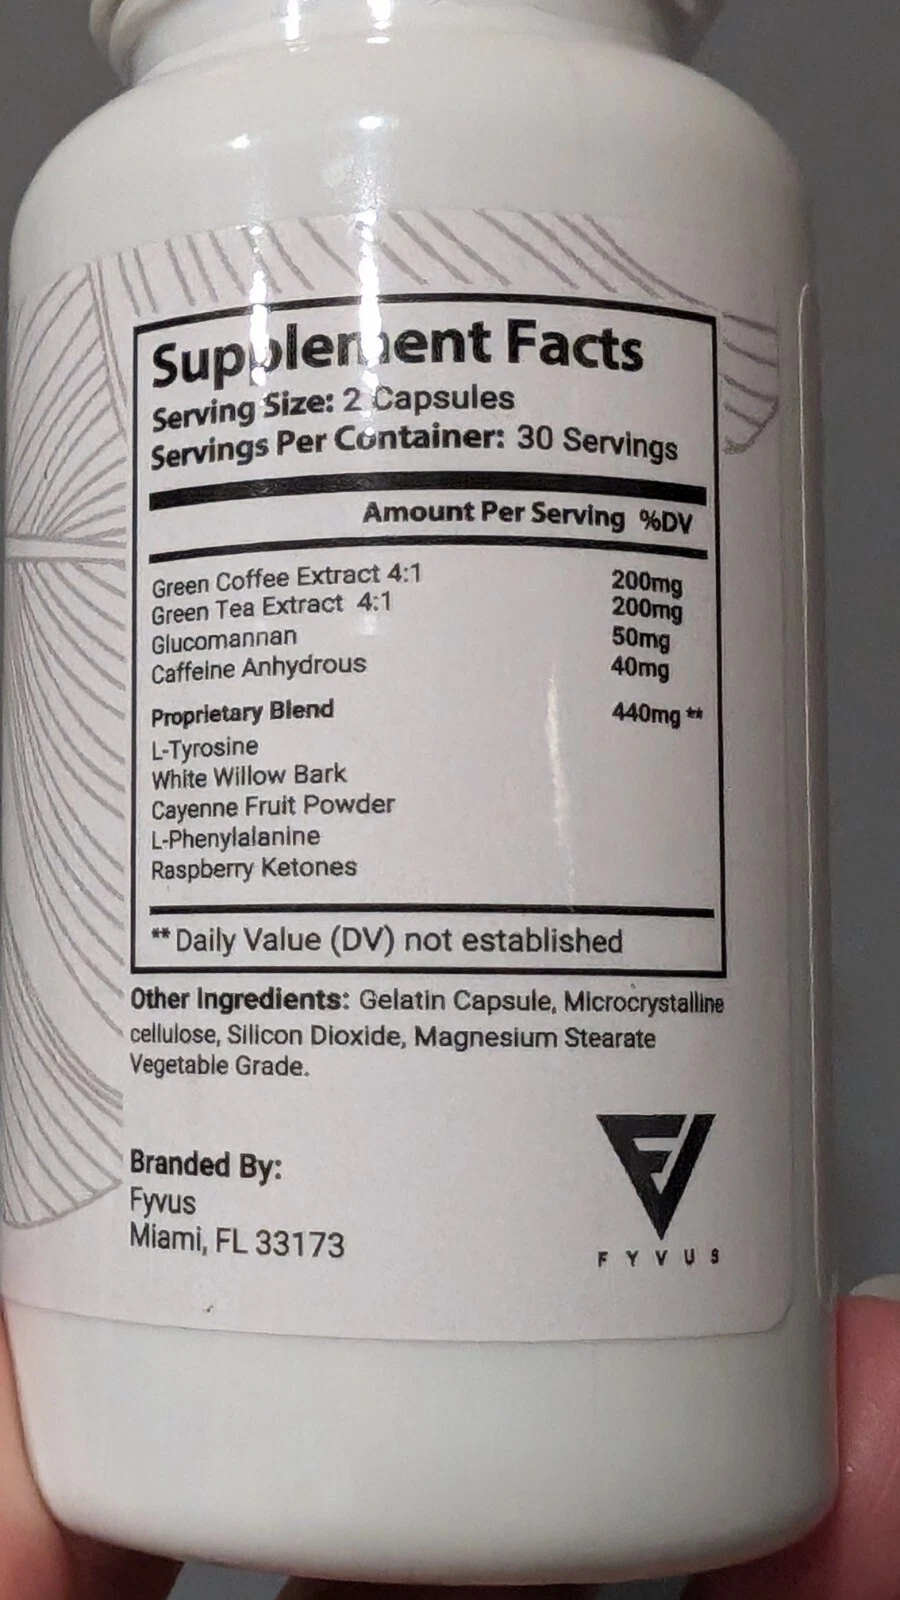 Supplement Facts
Serving Size: 2 Capsules
Servings Per Container: 30 Servings
Amount Per Serving %DV
Green Coffee Extract 4:1 200mg
Green Tea Extract 4:1 200mg
Glucomannan 50mg
Caffeine Anhydrous 40mg
Proprietary Blend 440mg **
L-Tyrosine
White Willow Bark
Cayenne Fruit Powder
L-Phenylalanine
Raspberry Ketones
** Daily Value (DV) not established
Other Ingredients: Gelatin Capsule, Microcrystalline
cellulose, Silicon Dioxide, Magnesium Stearate
Vegetable Grade.
Branded By:
Fyvus
Miami, FL 33173
FYVUS